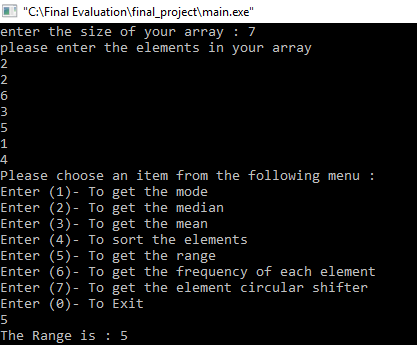 "C:\Final Evaluation\final_project\main.exe"
enter the size of your array : 7
please enter the elements in your array
2
2
6
3
5
1
4
Please choose an item from the following menu :
Enter (1)- To get the mode
Enter (2)- To get the median
Enter (3)- To get the mean
Enter (4)- To sort the elements
Enter (5)- To get the range
Enter (6)- To get the frequency of each element
Enter (7)- To get the element circular shifter
Enter (0)- To Exit
5
The Range is : 5